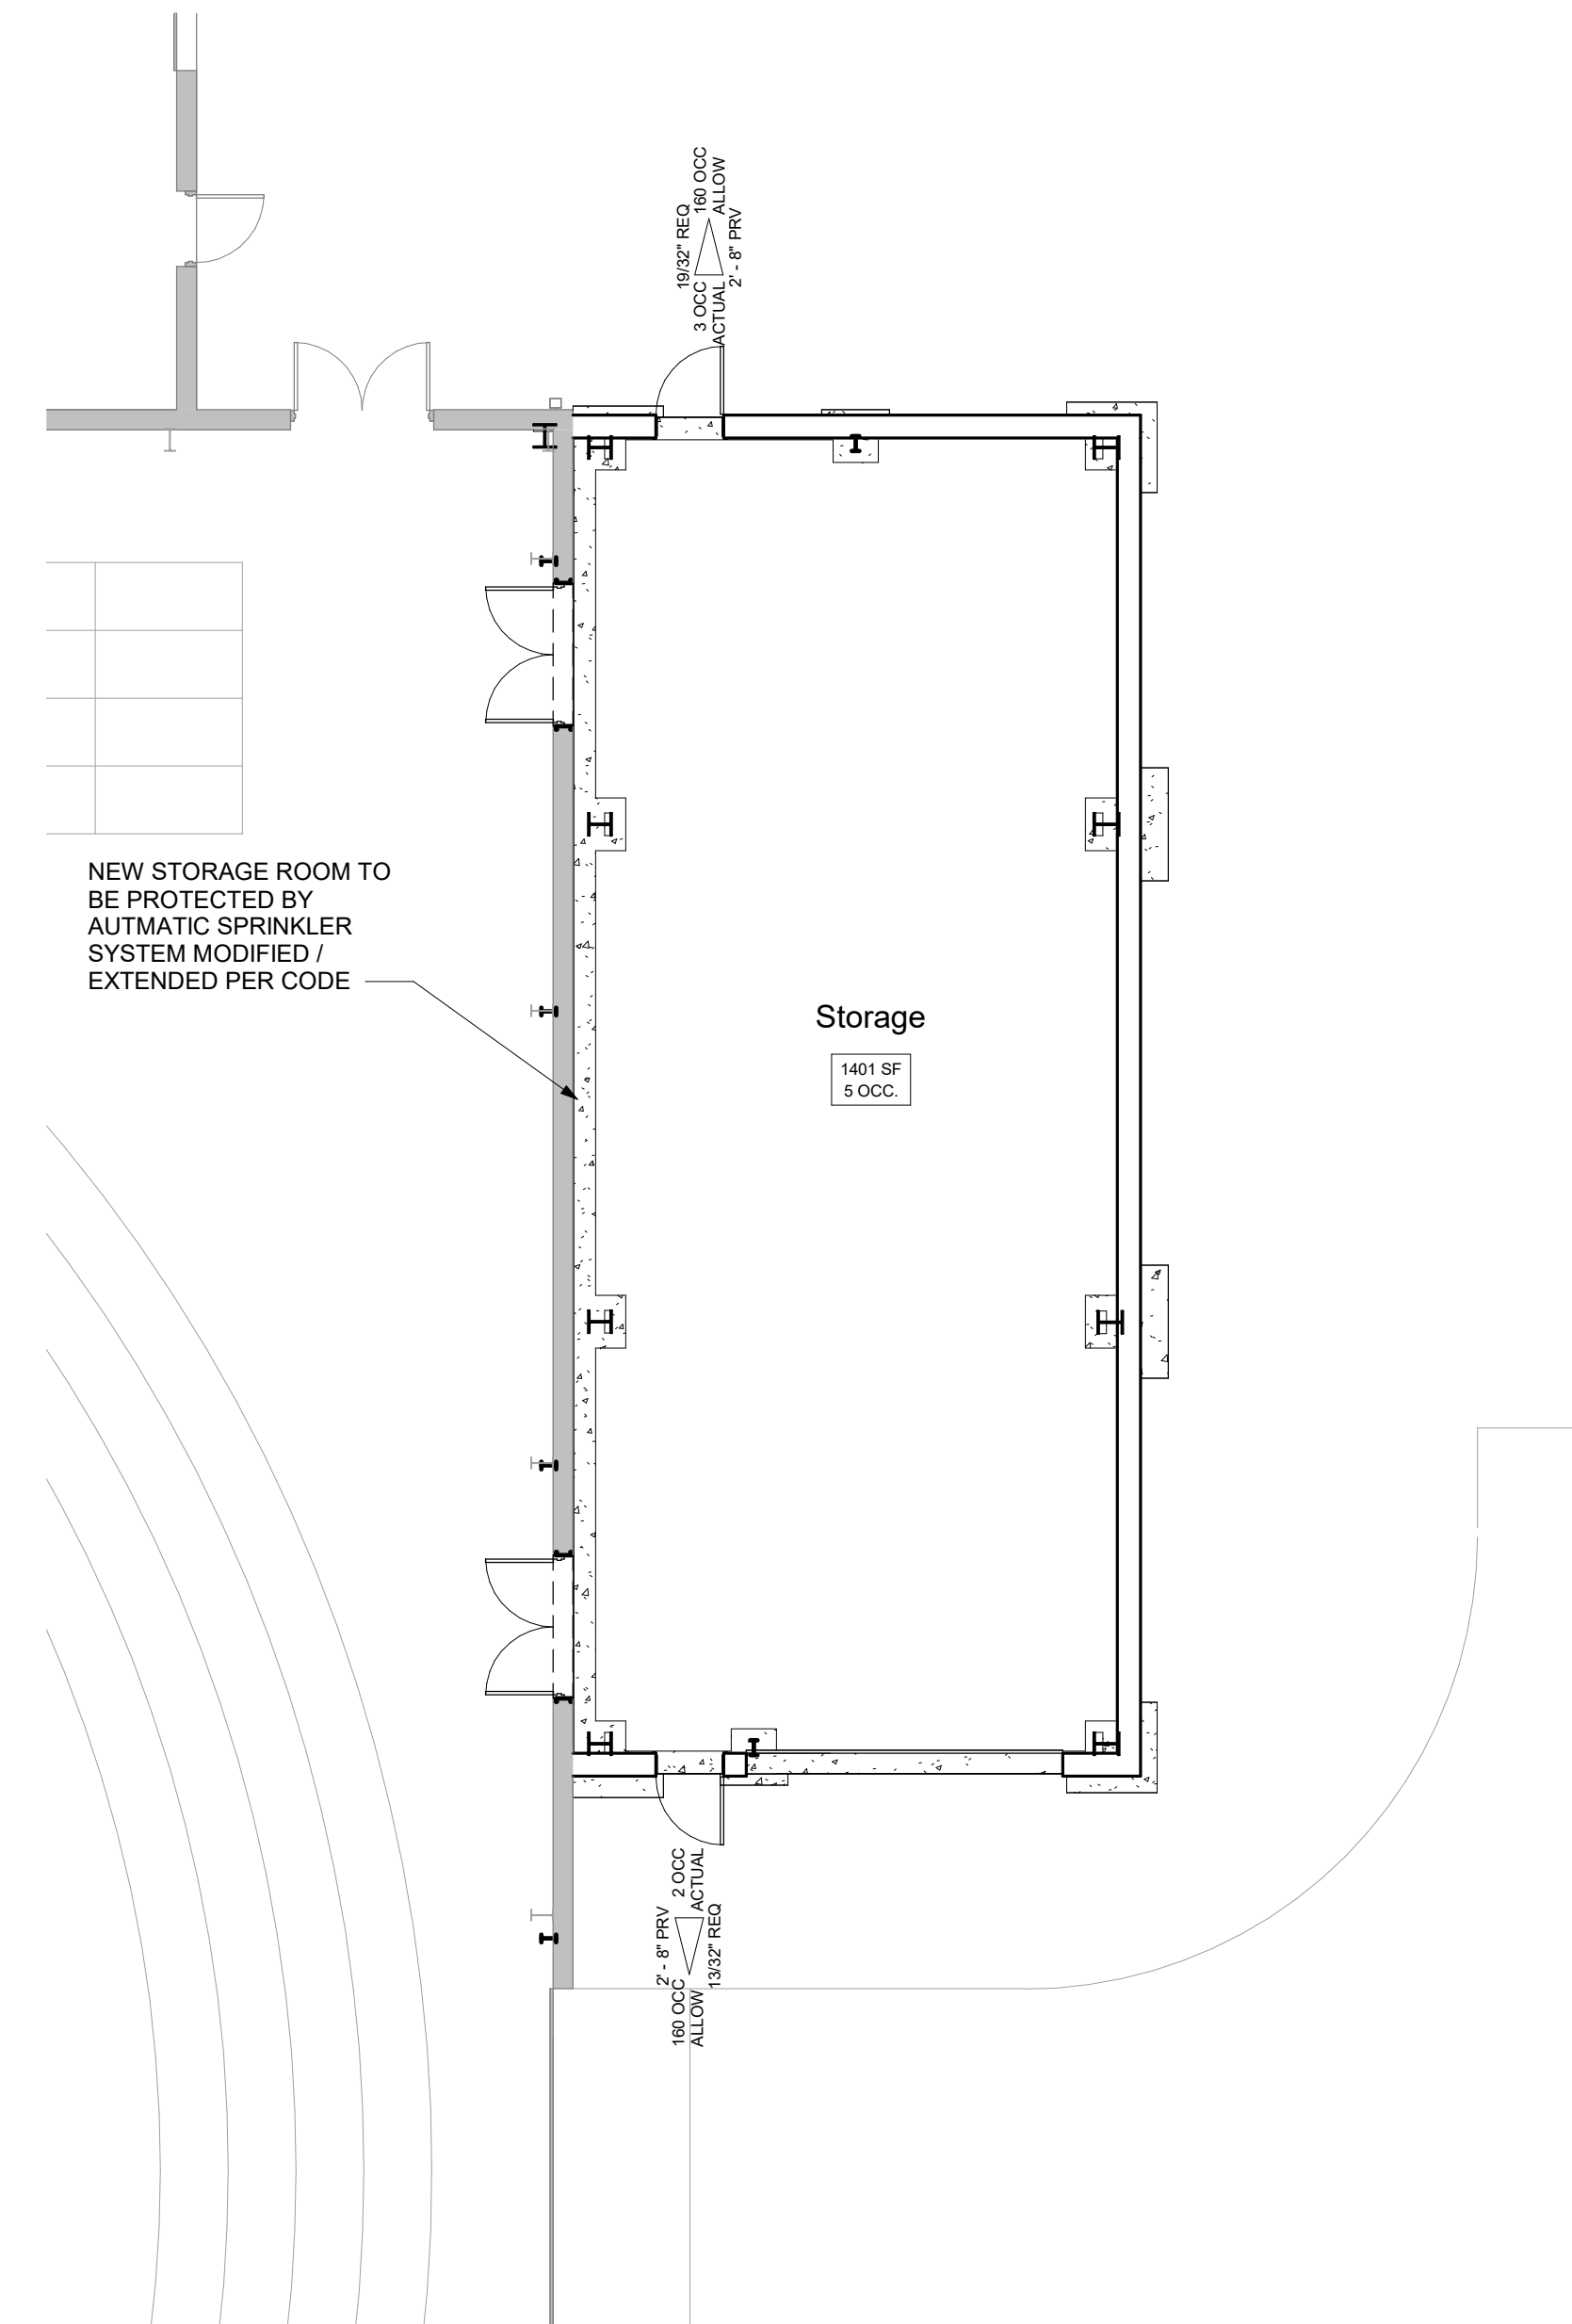 19/32" REQ
3 OCC
ACTUAL
160 OCC
ALLOW
2' - 8" PRV
NEW STORAGE ROOM TO
BE PROTECTED BY
AUTMATIC SPRINKLER
SYSTEM MODIFIED /
EXTENDED PER CODE
Storage
1401 SF
5 OCC.
2' - 8" PRV
160 OCC
ALLOW
2 OCC
ACTUAL
13/32" REQ